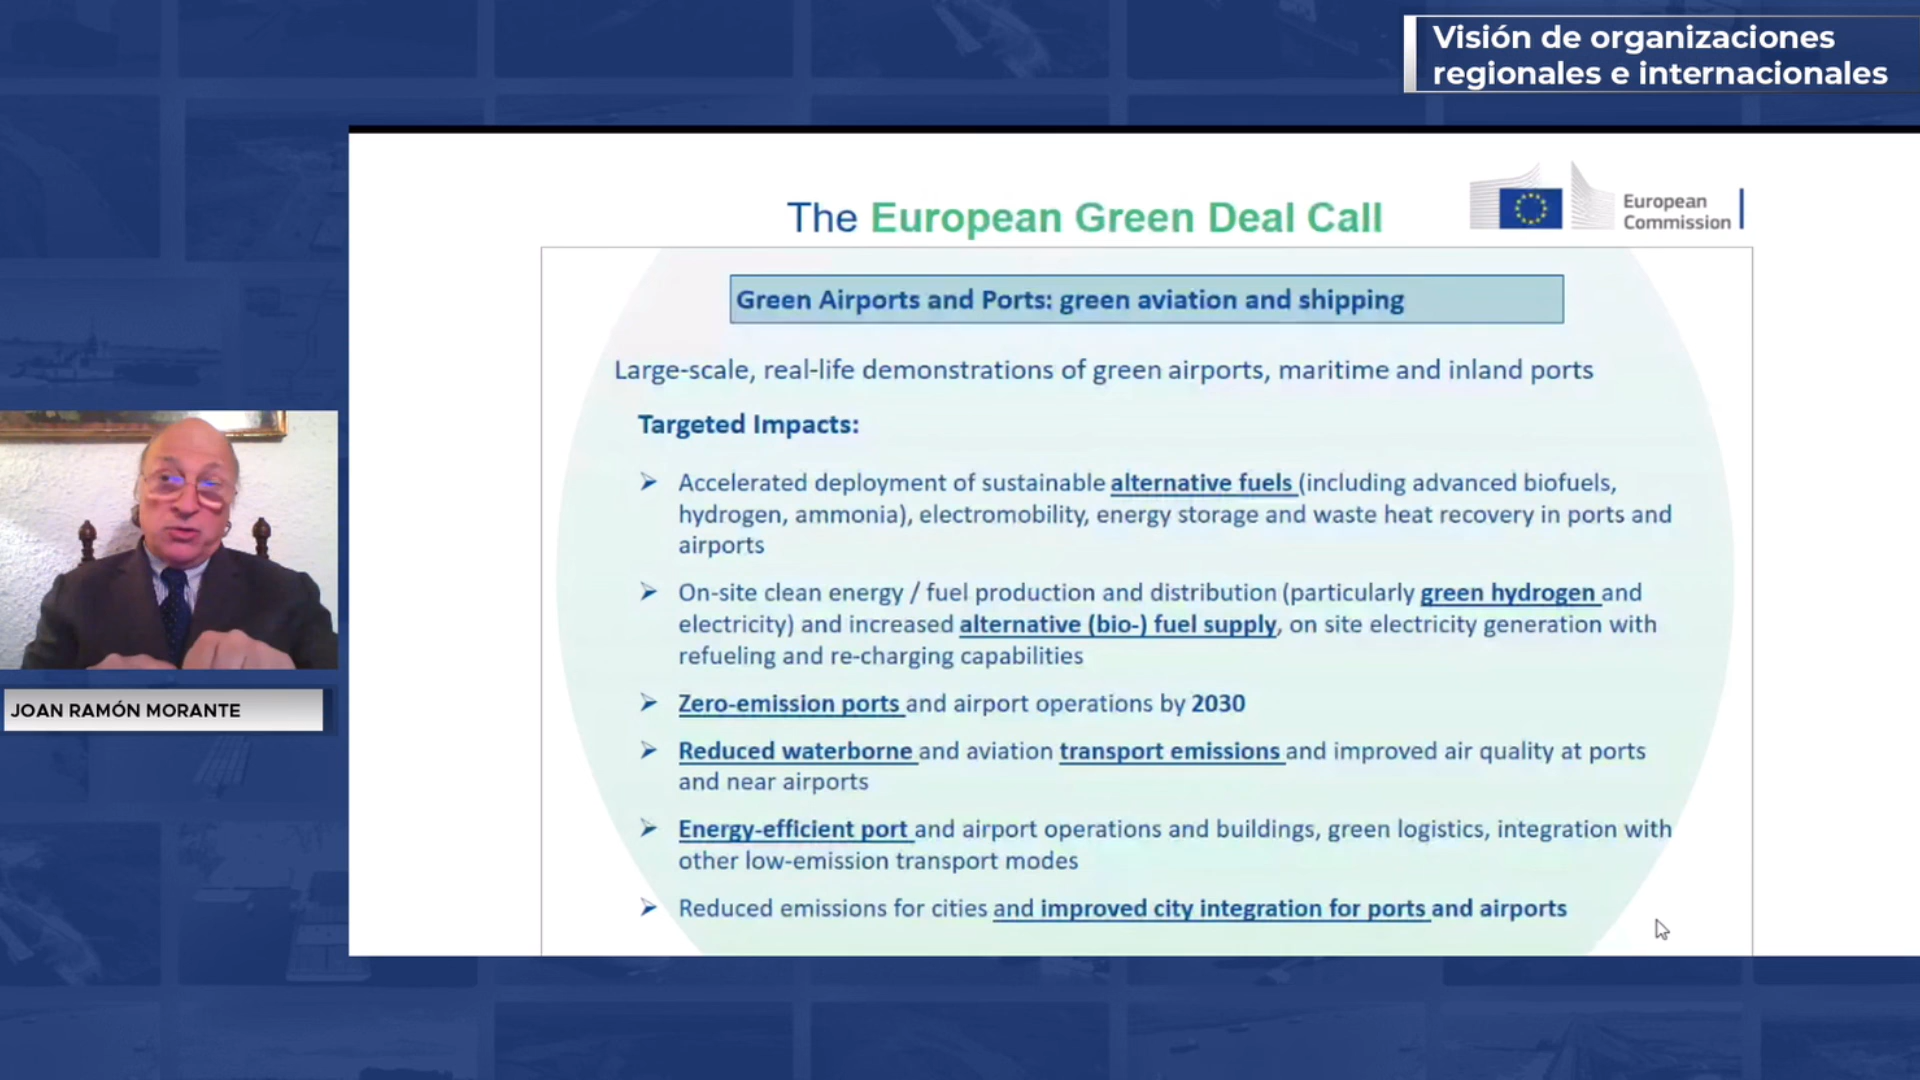 Visión de organizaciones
regionales e internacionales
The European Green Deal Call
European
Commission
Green Airports and Ports: green aviation and shipping
Large-scale, real-life demonstrations of green airports, maritime and inland ports
Targeted Impacts:
Accelerated deployment of sustainable alternative fuels (including advanced biofuels,
hydrogen, ammonia), electromobility, energy storage and waste heat recovery in ports and
airports
On-site clean energy / fuel production and distribution (particularly green hydrogen and
electricity) and increased alternative (bio-) fuel supply, on site electricity generation with
refueling and re-charging capabilities
Zero-emission ports and airport operations by 2030
Reduced waterborne and aviation transport emissions and improved air quality at ports
and near airports
Energy-efficient port and airport operations and buildings, green logistics, integration with
other low-emission transport modes
Reduced emissions for cities and improved city integration for ports and airports
JOAN RAMÓN MORANTE